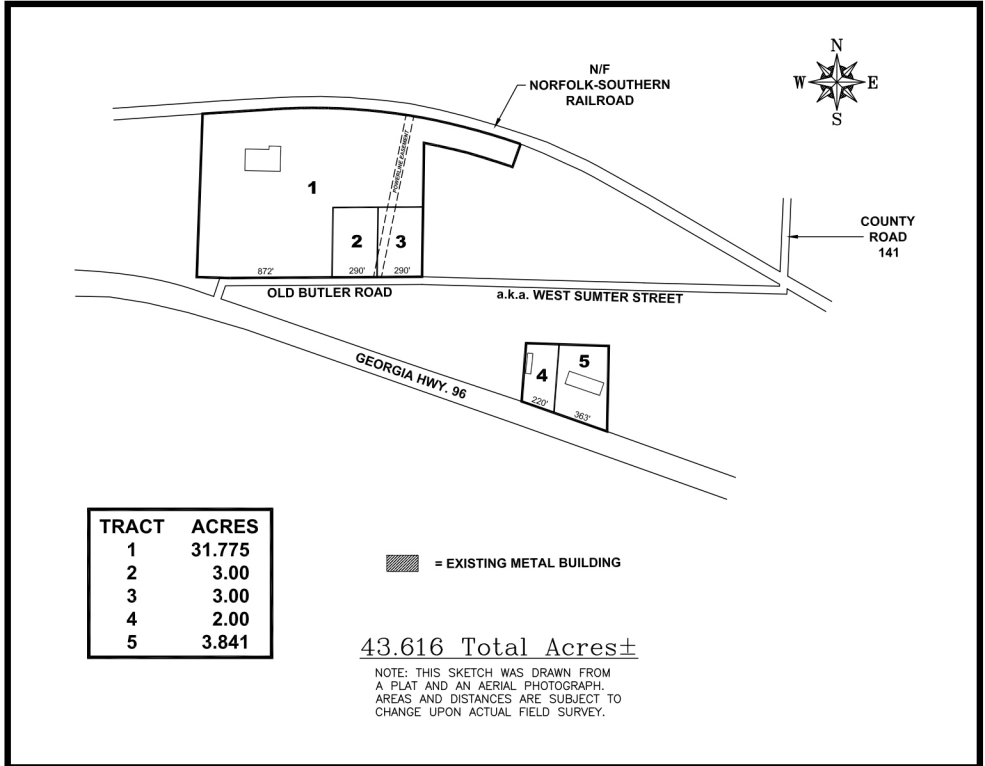 N
W E
S
N/F
NORFOLK-SOUTHERN
RAILROAD
POWERLINE EASEMENT
1
2
3
872'
290'
290'
COUNTY
ROAD
141
OLD BUTLER ROAD
a.k.a. WEST SUMTER STREET
GEORGIA HWY. 96
4
5
220'
363'
TRACT ACRES
1 31.775
2 3.00
3 3.00
4 2.00
5 3.841
= EXISTING METAL BUILDING
43.616 Total Acres±
NOTE: THIS SKETCH WAS DRAWN FROM
A PLAT AND AN AERIAL PHOTOGRAPH.
AREAS AND DISTANCES ARE SUBJECT TO
CHANGE UPON ACTUAL FIELD SURVEY.